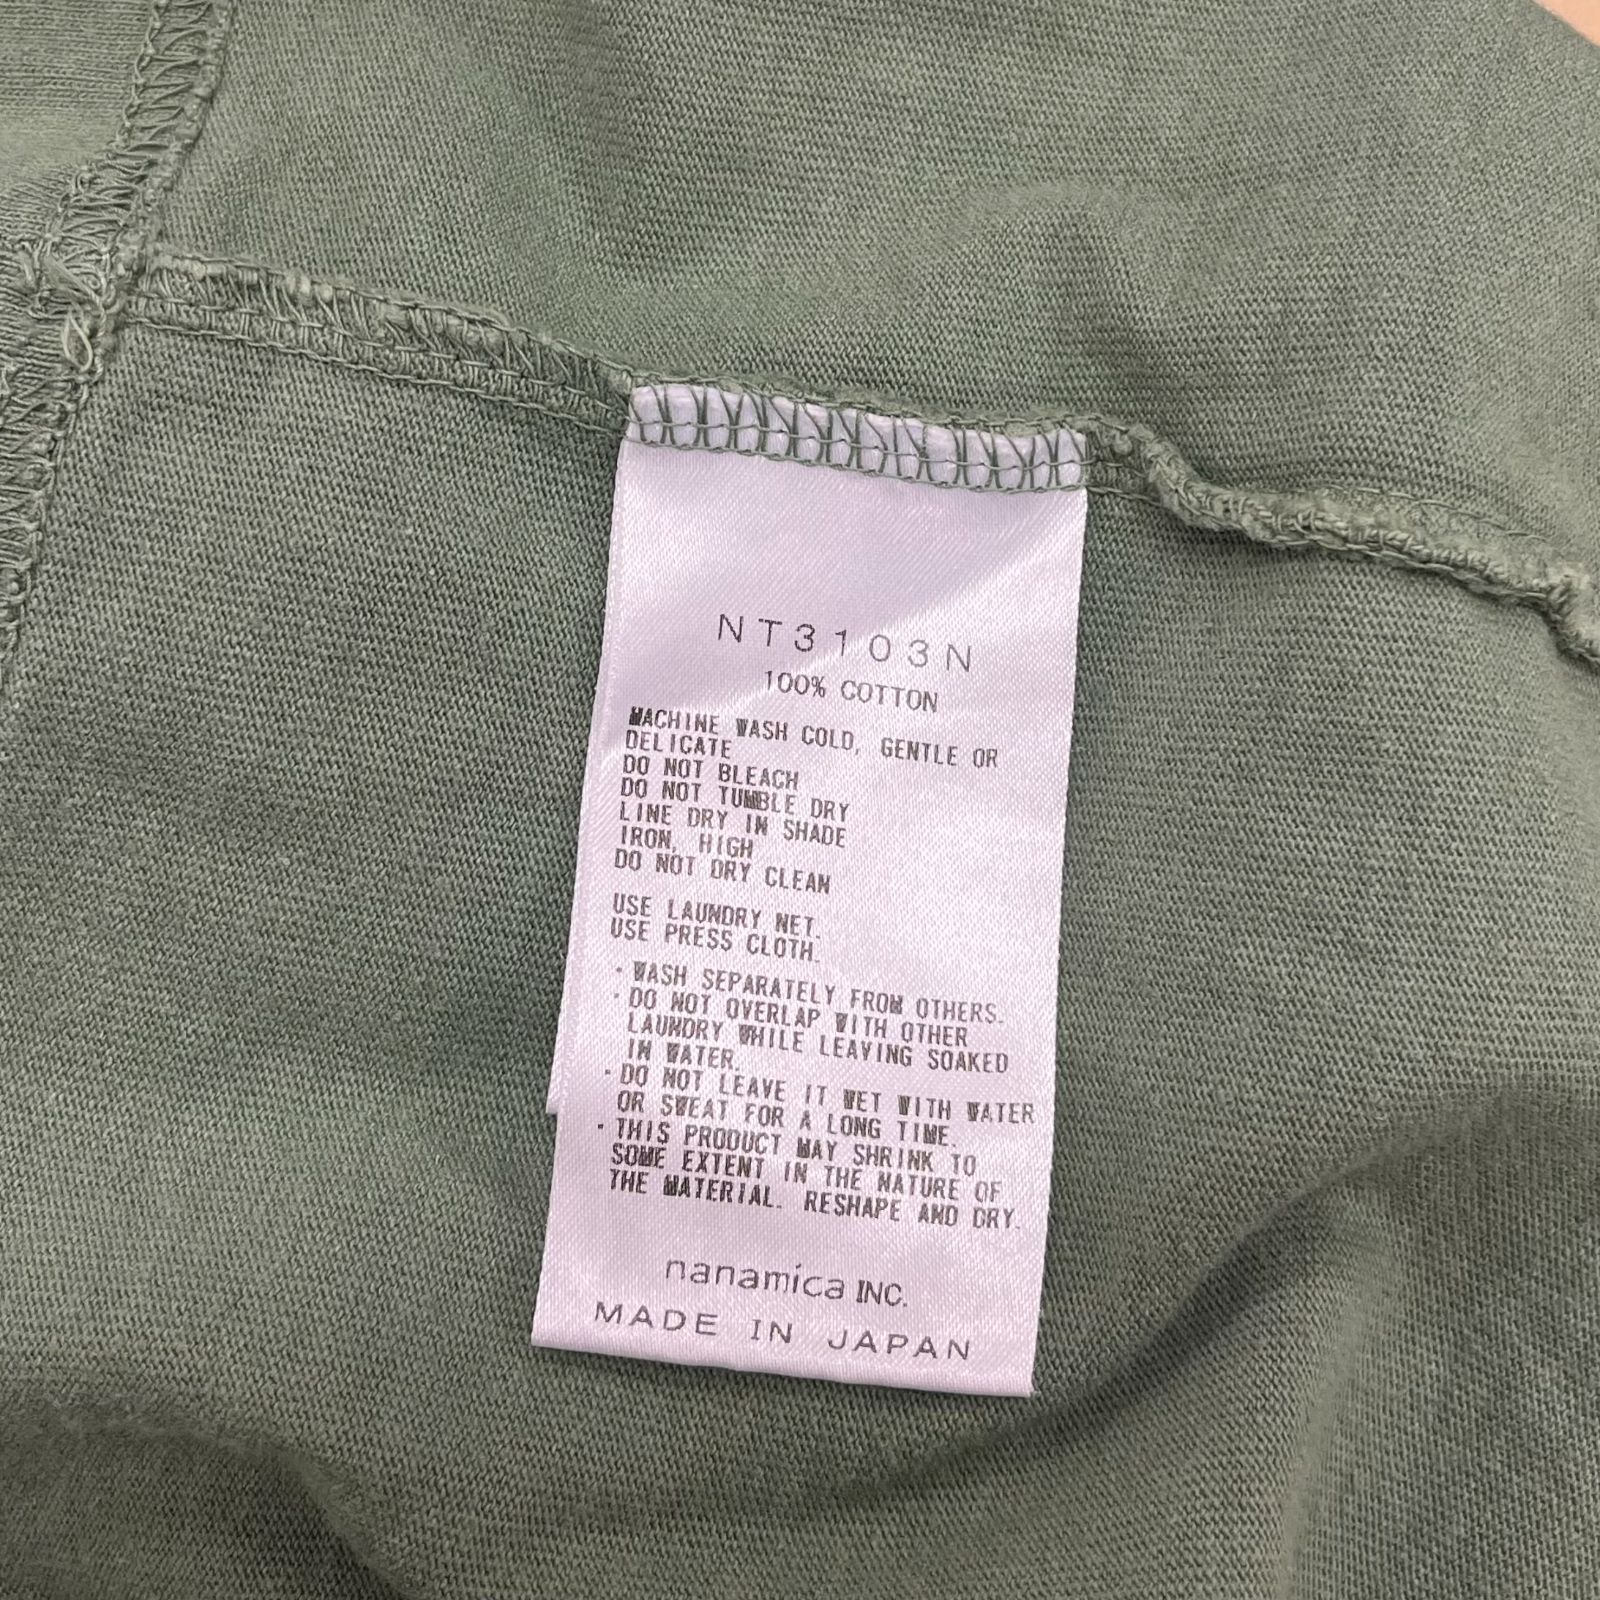 NT3103N
100% COTTON
MACHINE WASH COLD, GENTLE OR
DELICATE
DO NOT BLEACH
DO NOT TUMBLE DRY
LINE DRY IN SHADE
IRON, HIGH
DO NOT DRY CLEAN
USE LAUNDRY NET.
USE PRESS CLOTH.
・WASH SEPARATELY FROM OTHERS.
・DO NOT OVERLAP WITH OTHER
LAUNDRY WHILE LEAVING SOAKED
IN WATER.
・DO NOT LEAVE IT WET WITH WATER
OR SWEAT FOR A LONG TIME.
・THIS PRODUCT MAY SHRINK TO
SOME EXTENT IN THE NATURE OF
THE MATERIAL. RESHAPE AND DRY.
nanamica INC.
MADE IN JAPAN